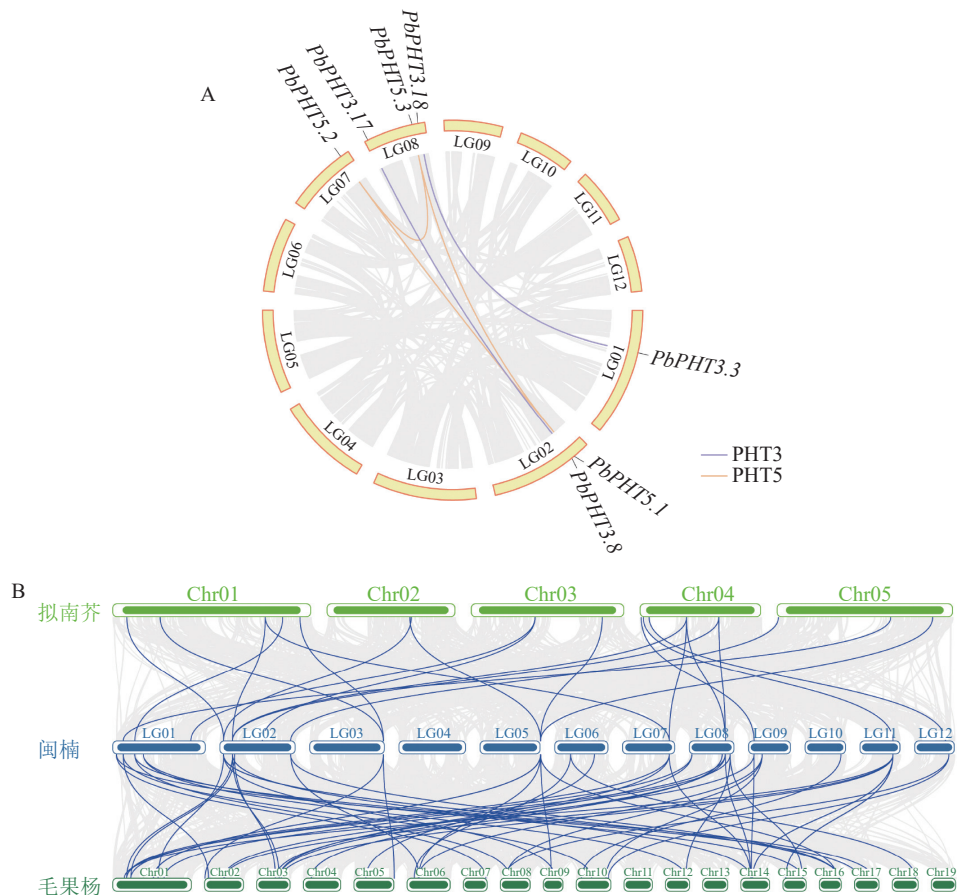 A
PbPHT5.2
PbPHT3.17
PbPHT5.3
PbPHT3.18
LG09
LG08
LG10
LG07
LG11
LG06
LG12
LG05
LG01
PbPHT3.3
LG04
LG03
LG02
PbPHT5.1
PbPHT3.8
PHT3
PHT5
B
Chr01 Chr02 Chr03 Chr04 Chr05
拟南芥
LG01 LG02 LG03 LG04 LG05 LG06 LG07 LG08 LG09 LG10 LG11 LG12
闽楠
Chr01 Chr02 Chr03 Chr04 Chr05 Chr06 Chr07 Chr08 Chr09 Chr10 Chr11 Chr12 Chr13 Chr14 Chr15 Chr16 Chr17 Chr18 Chr19
毛果杨